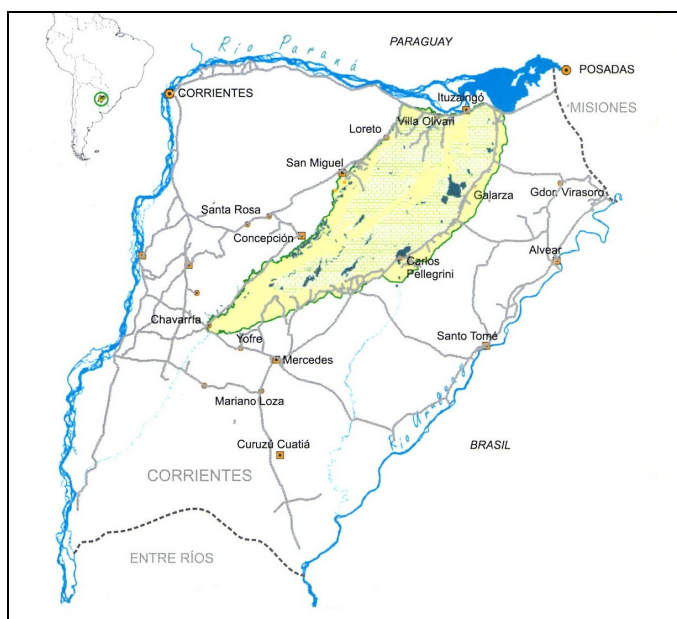 Río Paraná
PARAGUAY
POSADAS
CORRIENTES
Ituzaingó
MISIONES
Villa Olivari
Loreto
San Miguel
Galarza
Gdor. Virasoro
Santa Rosa
Concepción
Alvear
Carlos
Pellegrini
Chavarría
Yofre
Santo Tomé
Mercedes
Mariano Loza
Río Uruguay
Curuzú Cuatiá
BRASIL
CORRIENTES
ENTRE RÍOS